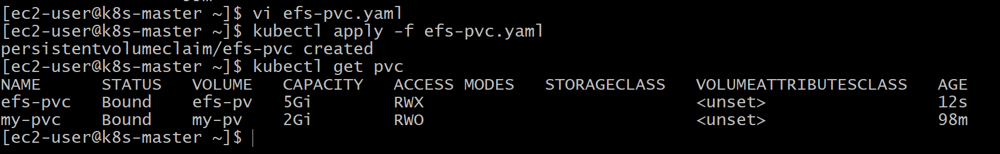 [ec2-user@k8s-master ~]$ vi efs-pvc.yaml
[ec2-user@k8s-master ~]$ kubectl apply -f efs-pvc.yaml
persistentvolumeclaim/efs-pvc created
[ec2-user@k8s-master ~]$ kubectl get pvc
NAME      STATUS   VOLUME   CAPACITY   ACCESS MODES   STORAGECLASS   VOLUMEATTRIBUTESCLASS   AGE
efs-pvc   Bound    efs-pv   5Gi        RWX                           <unset>                 12s
my-pvc    Bound    my-pv    2Gi        RWO                           <unset>                 98m
[ec2-user@k8s-master ~]$